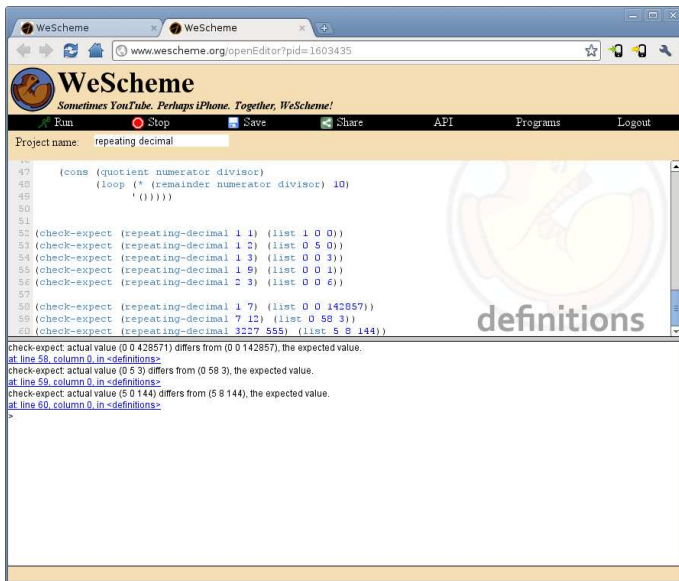 WeScheme
WeScheme
www.wescheme.org/openEditor?pid=1603435
WeScheme
Sometimes YouTube. Perhaps iPhone. Together, WeScheme!
Run Stop Save Share API Programs Logout
Project name: repeating decimal
47 (cons (quotient numerator divisor)
48 (loop (* (remainder numerator divisor) 10)
49 '()))))
50
51
52 (check-expect (repeating-decimal 1 1) (list 1 0 0))
53 (check-expect (repeating-decimal 1 2) (list 0 5 0))
54 (check-expect (repeating-decimal 1 3) (list 0 0 3))
55 (check-expect (repeating-decimal 1 9) (list 0 0 1))
56 (check-expect (repeating-decimal 2 3) (list 0 0 6))
57
58 (check-expect (repeating-decimal 1 7) (list 0 0 142857))
59 (check-expect (repeating-decimal 7 12) (list 0 58 3))
60 (check-expect (repeating-decimal 3227 555) (list 5 8 144))
definitions
check-expect: actual value (0 0 428571) differs from (0 0 142857), the expected value.
at: line 58, column 0, in <definitions>
check-expect: actual value (0 5 3) differs from (0 58 3), the expected value.
at: line 59, column 0, in <definitions>
check-expect: actual value (5 0 144) differs from (5 8 144), the expected value.
at: line 60, column 0, in <definitions>
>